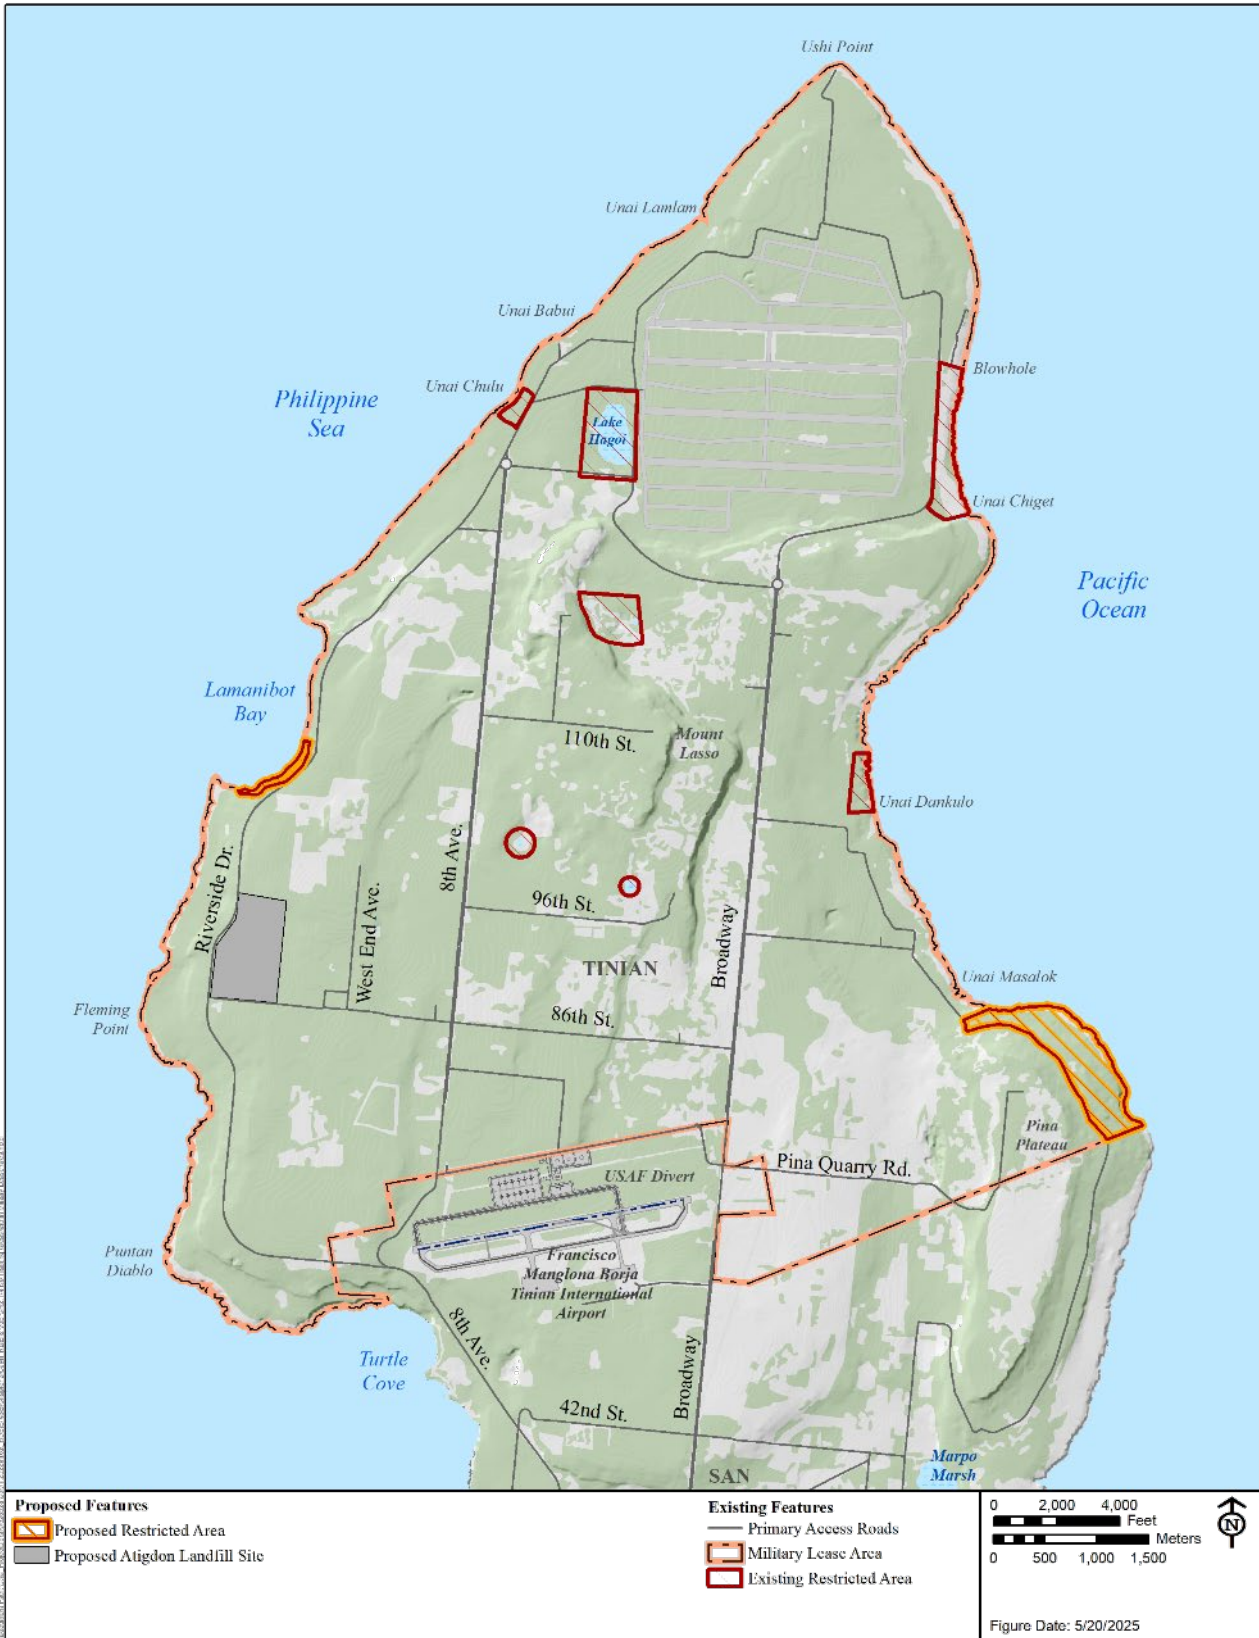 Ushi Point
Unai Lamlam
Unai Babui
Blowhole
Unai Chulu
Philippine
Sea
Lake
Hagoi
Unai Chiget
Pacific
Ocean
Lamanibot
Bay
110th St.
Mount
Lasso
Unai Dankulo
8th Ave.
Riverside Dr.
96th St.
West End Ave.
Broadway
TINIAN
Unai Masalok
Fleming
Point
86th St.
Pina
Plateau
Pina Quarry Rd.
USAF Divert
Puntan
Diablo
Francisco
Manglona Borja
Tinian International
Airport
8th Ave.
Turtle
Cove
Broadway
42nd St.
Marpo
Marsh
SAN
Proposed Features
Proposed Restricted Area
Proposed Atigdon Landfill Site
Existing Features
Primary Access Roads
Military Lease Area
Existing Restricted Area
0 2,000 4,000
Feet
Meters
0 500 1,000 1,500
N
Figure Date: 5/20/2025